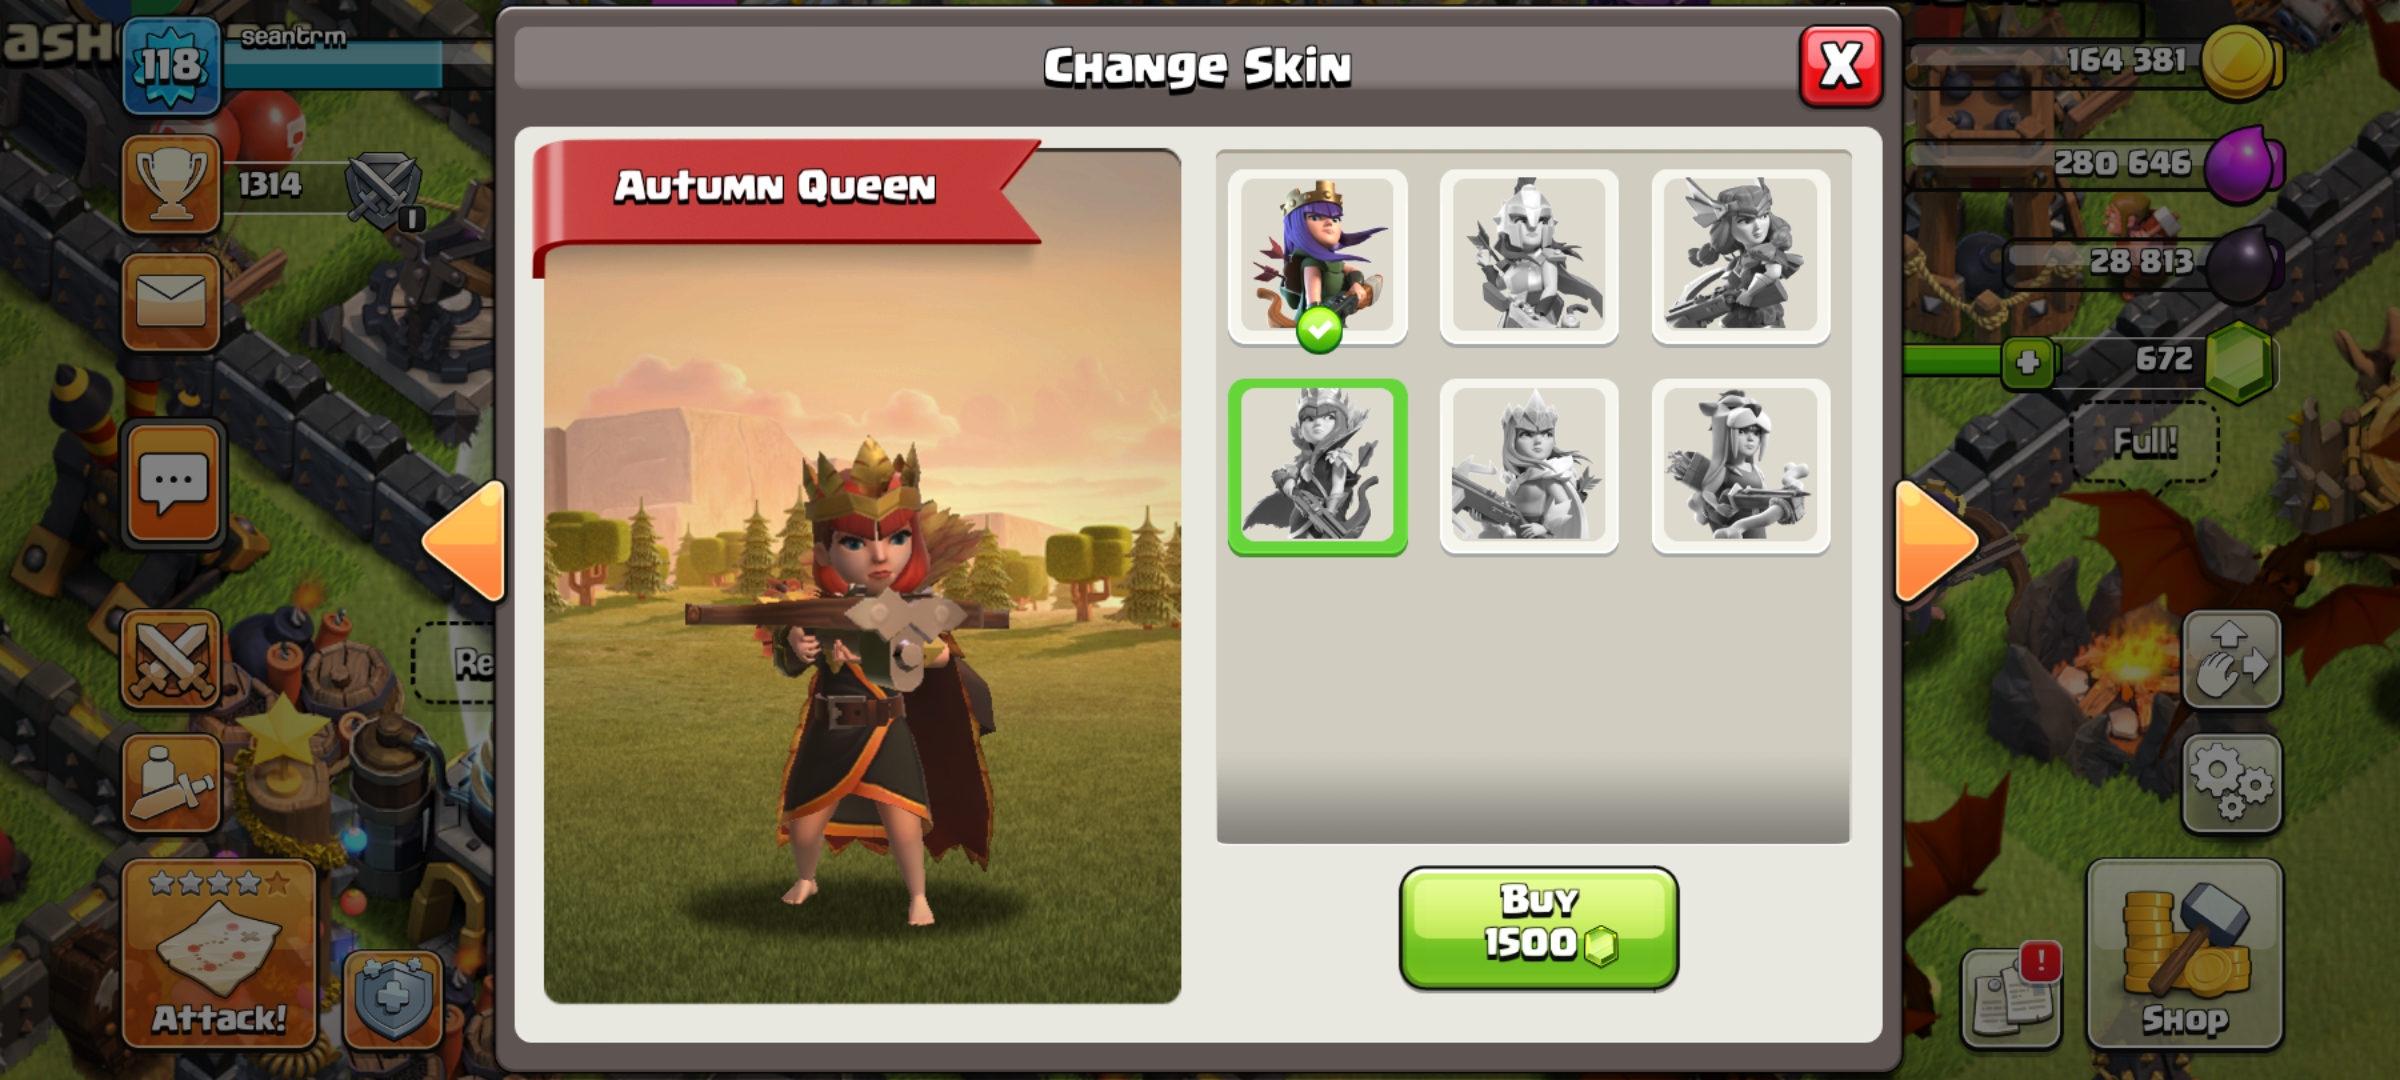 ash
118
seantrm
Change Skin
X
164 381
Autumn Queen
1314
I
280 646
28 813
672
Full!
Re
Buy
1500
Attack!
!
Shop